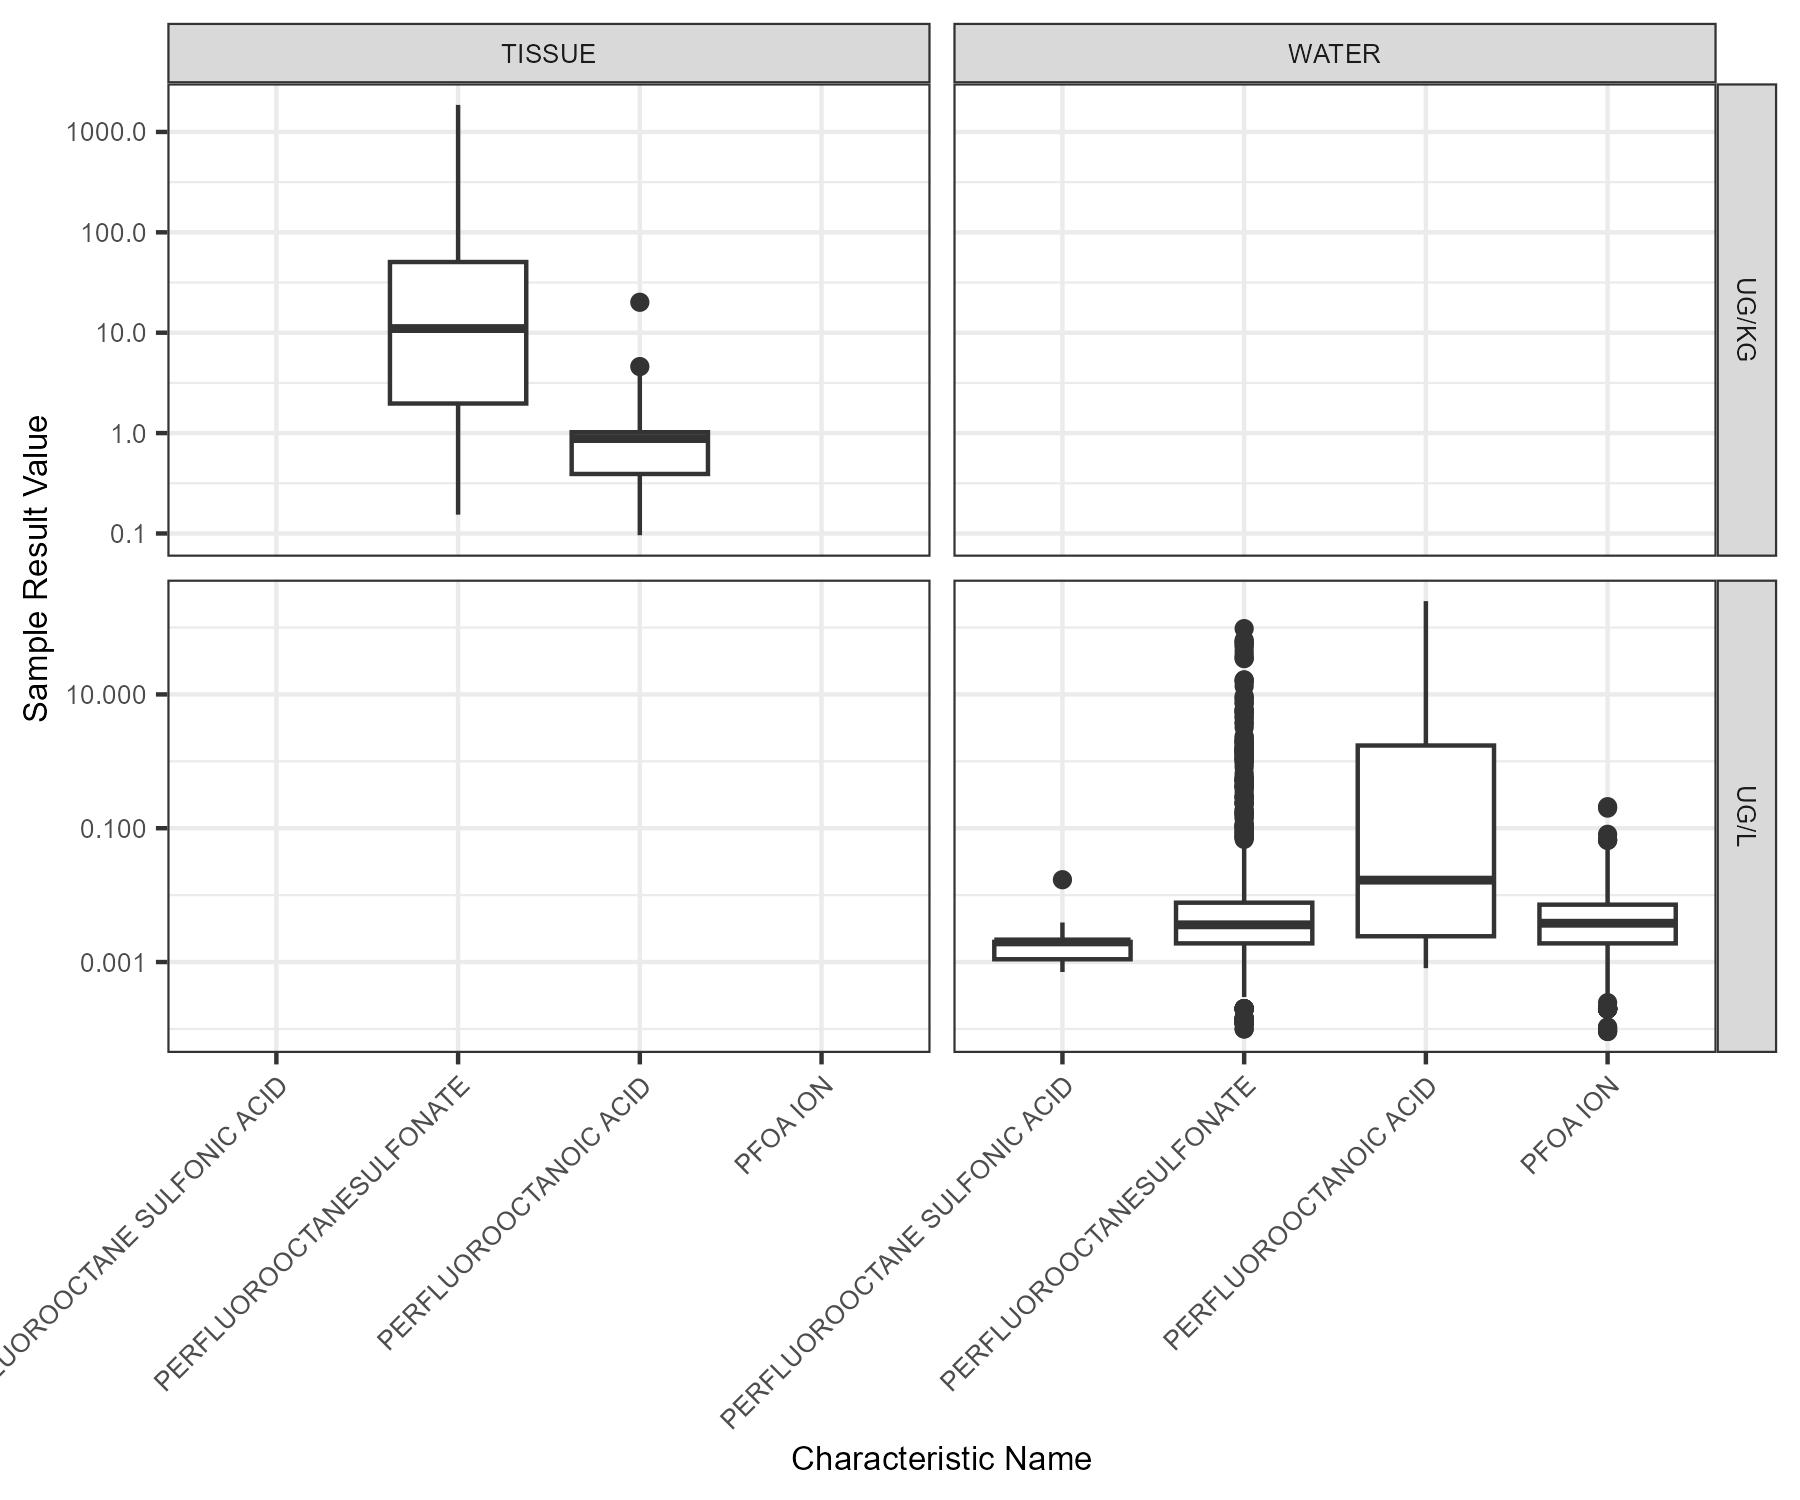 TISSUE
WATER
1000.0
100.0
10.0
1.0
0.1
UG/KG
Sample Result Value
10.000
0.100
0.001
UG/L
SULFONIC ACID
PERFLUOROOCTANESULFONATE
PERFLUOROOCTANOIC ACID
PFOA ION
PERFLUOROOCTANE SULFONIC ACID
PERFLUOROOCTANESULFONATE
PERFLUOROOCTANOIC ACID
PFOA ION
Characteristic Name